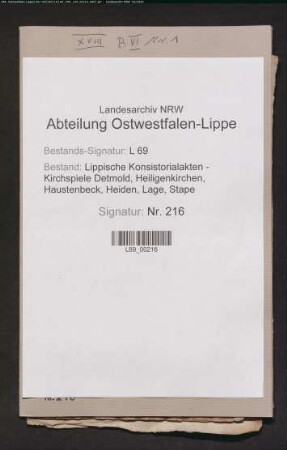 XVIII B VI Nr. 1
Landesarchiv NRW
Abteilung Ostwestfalen-Lippe
Bestands-Signatur: L 69
Bestand: Lippische Konsistorialakten -
Kirchspiele Detmold, Heiligenkirchen,
Haustenbeck, Heiden, Lage, Stape
Signatur: Nr. 216
L69_00216